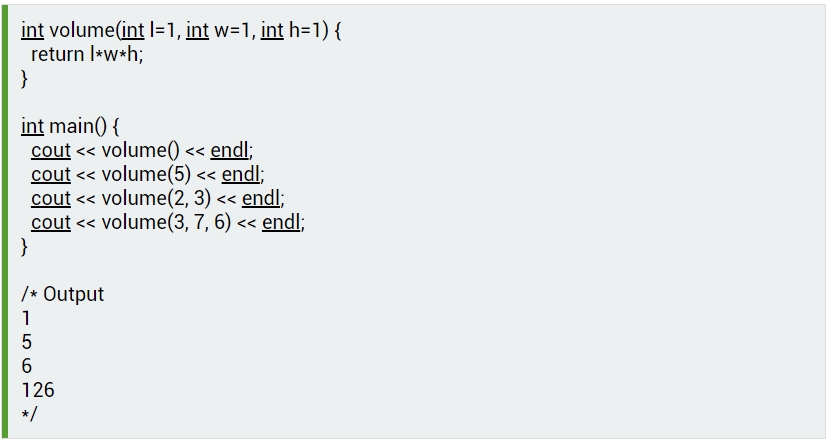 int volume(int l=1, int w=1, int h=1) {
return l*w*h;
}
int main() {
cout << volume() << endl;
cout << volume(5) << endl;
cout << volume(2, 3) << endl;
cout << volume(3, 7, 6) << endl;
}
/* Output
1
5
6
126
*/